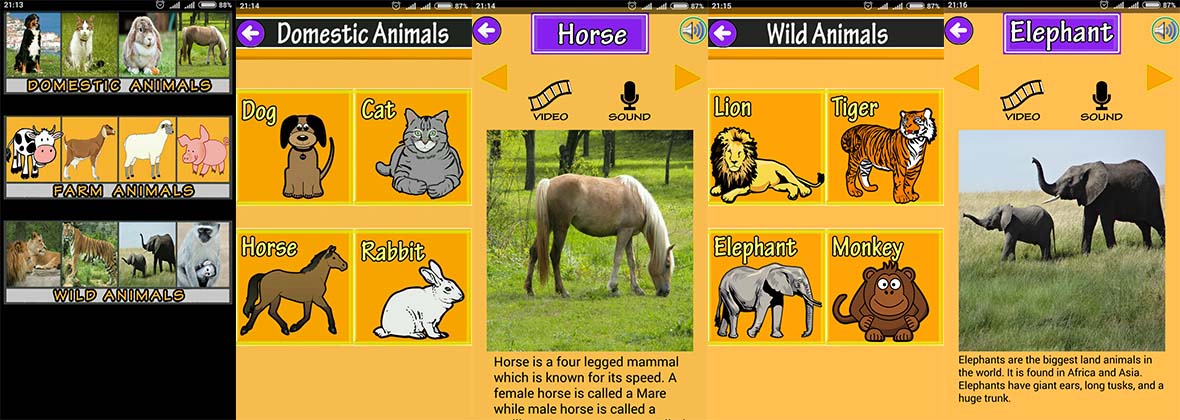 21:13
88%
DOMESTIC ANIMALS
FARM ANIMALS
WILD ANIMALS
21:14
87%
Domestic Animals
Dog
Cat
Horse
Rabbit
21:14
87%
Horse
VIDEO
SOUND
Horse is a four legged mammal
which is known for its speed. A
female horse is called a Mare
while male horse is called a
21:15
87%
Wild Animals
Lion
Tiger
Elephant
Monkey
21:16
87%
Elephant
VIDEO
SOUND
Elephants are the biggest land animals in
the world. It is found in Africa and Asia.
Elephants have giant ears, long tusks, and a
huge trunk.